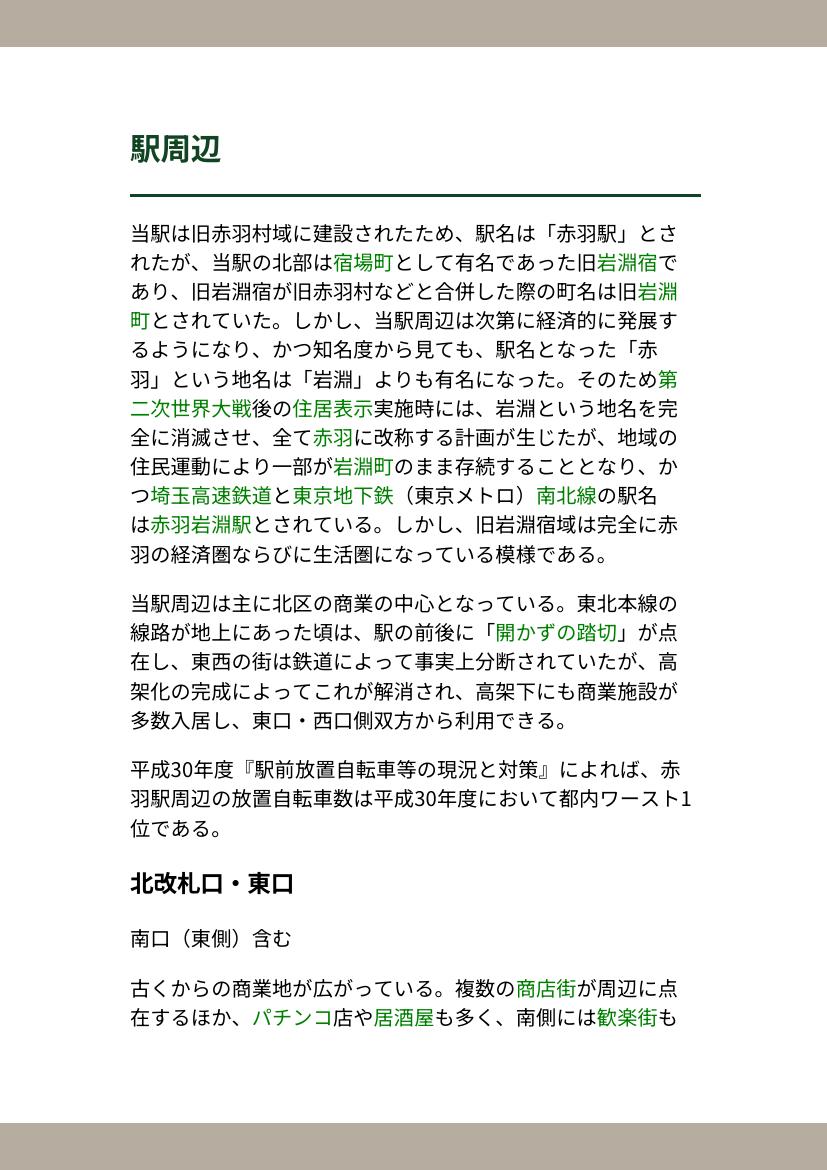 駅周辺
当駅は旧赤羽村域に建設されたため、駅名は「赤羽駅」とさ
れたが、当駅の北部は宿場町として有名であった旧岩淵宿で
あり、旧岩淵宿が旧赤羽村などと合併した際の町名は旧岩淵
町とされていた。しかし、当駅周辺は次第に経済的に発展す
るようになり、かつ知名度から見ても、駅名となった「赤
羽」という地名は「岩淵」よりも有名になった。そのため第
二次世界大戦後の住居表示実施時には、岩淵という地名を完
全に消滅させ、全て赤羽に改称する計画が生じたが、地域の
住民運動により一部が岩淵町のまま存続することとなり、か
つ埼玉高速鉄道と東京地下鉄（東京メトロ）南北線の駅名
は赤羽岩淵駅とされている。しかし、旧岩淵宿域は完全に赤
羽の経済圏ならびに生活圏になっている模様である。
当駅周辺は主に北区の商業の中心となっている。東北本線の
線路が地上にあった頃は、駅の前後に「開かずの踏切」が点
在し、東西の街は鉄道によって事実上分断されていたが、高
架化の完成によってこれが解消され、高架下にも商業施設が
多数入居し、東口・西口側双方から利用できる。
平成30年度『駅前放置自転車等の現況と対策』によれば、赤
羽駅周辺の放置自転車数は平成30年度において都内ワースト1
位である。
北改札口・東口
南口（東側）含む
古くからの商業地が広がっている。複数の商店街が周辺に点
在するほか、パチンコ店や居酒屋も多く、南側には歓楽街も